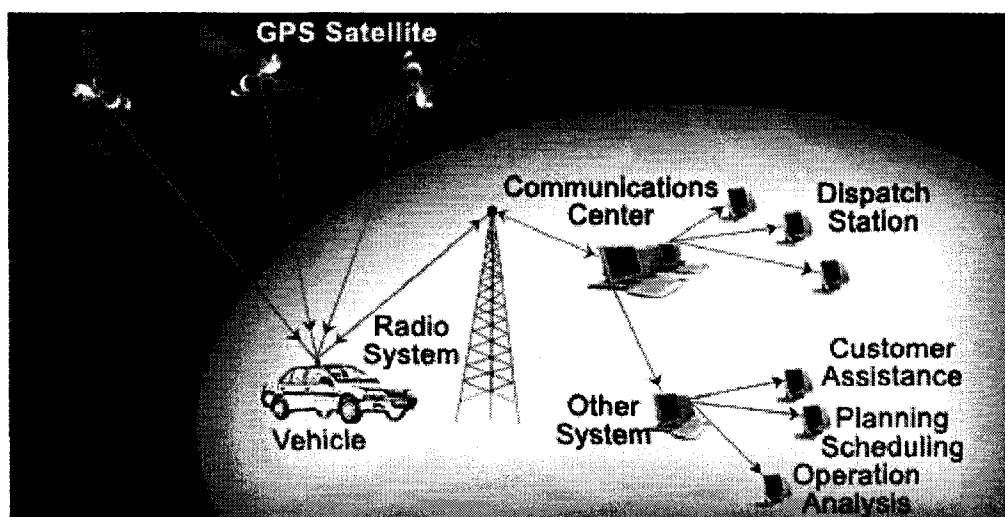 GPS Satellite
Communications
Center
Dispatch
Station
Radio
System
Customer
Assistance
Other
System
Planning
Scheduling
Vehicle
Operation
Analysis